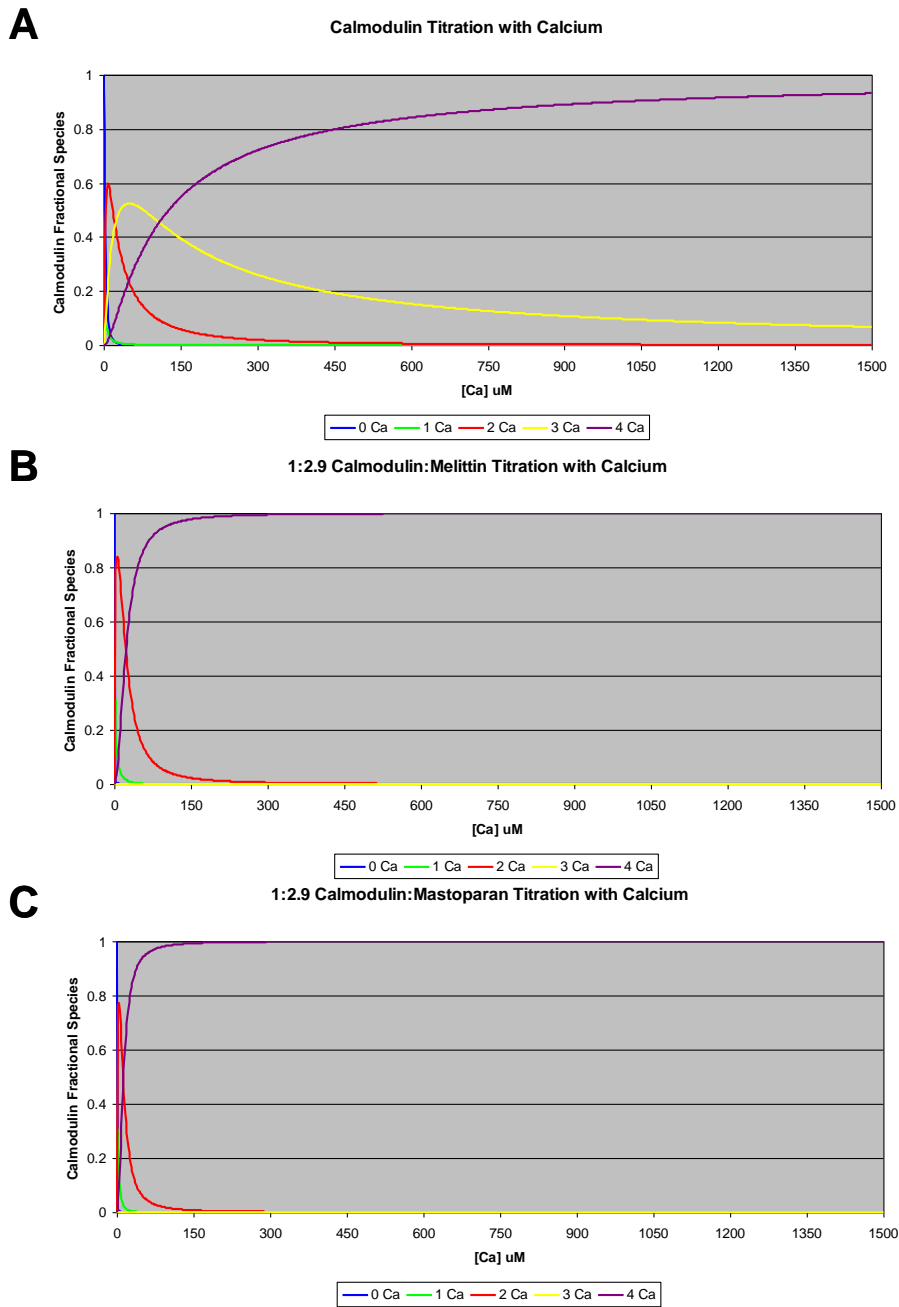 A
Calmodulin Titration with Calcium
Calmodulin Fractional Species
1
0.8
0.6
0.4
0.2
0
0 150 300 450 600 750 900 1050 1200 1350 1500
[Ca] uM
0 Ca 1 Ca 2 Ca 3 Ca 4 Ca
B
1:2.9 Calmodulin:Melittin Titration with Calcium
Calmodulin Fractional Species
1
0.8
0.6
0.4
0.2
0
0 150 300 450 600 750 900 1050 1200 1350 1500
[Ca] uM
0 Ca 1 Ca 2 Ca 3 Ca 4 Ca
C
1:2.9 Calmodulin:Mastoparan Titration with Calcium
Calmodulin Fractional Species
1
0.8
0.6
0.4
0.2
0
0 150 300 450 600 750 900 1050 1200 1350 1500
[Ca] uM
0 Ca 1 Ca 2 Ca 3 Ca 4 Ca